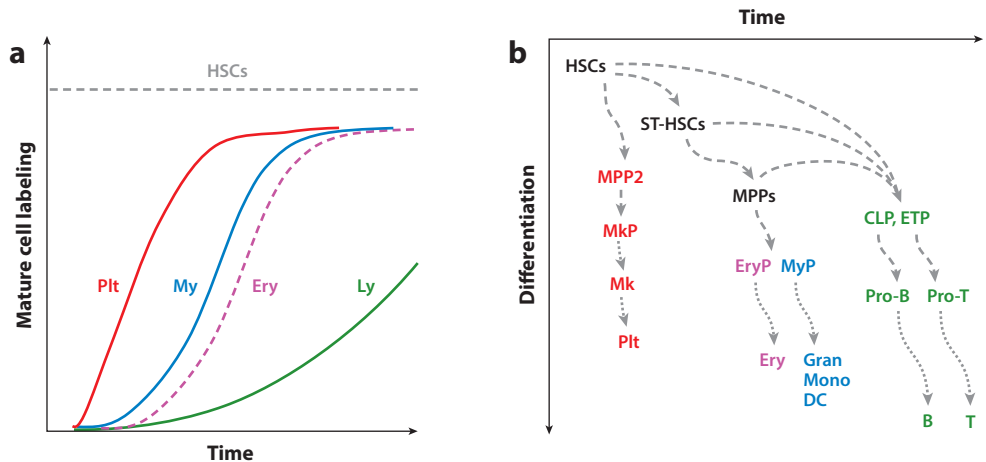 a
HSCs
Plt
My
Ery
Ly
Mature cell labeling
Time
b
Time
Differentiation
HSCs
ST-HSCs
MPP2
MPPs
CLP, ETP
MkP
EryP
MyP
Mk
Pro-B
Pro-T
Plt
Ery
Gran
Mono
DC
B
T